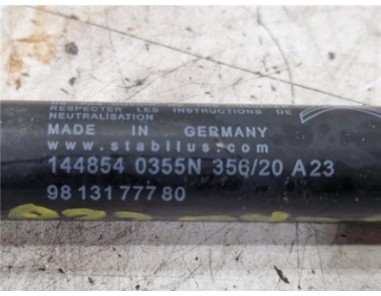 RESPECTER LES INSTRUCTIONS DE
NEUTRALISATION
MADE IN GERMANY
www.stabilus.com
144854 0355N 356/20 A23
98 131 777 80